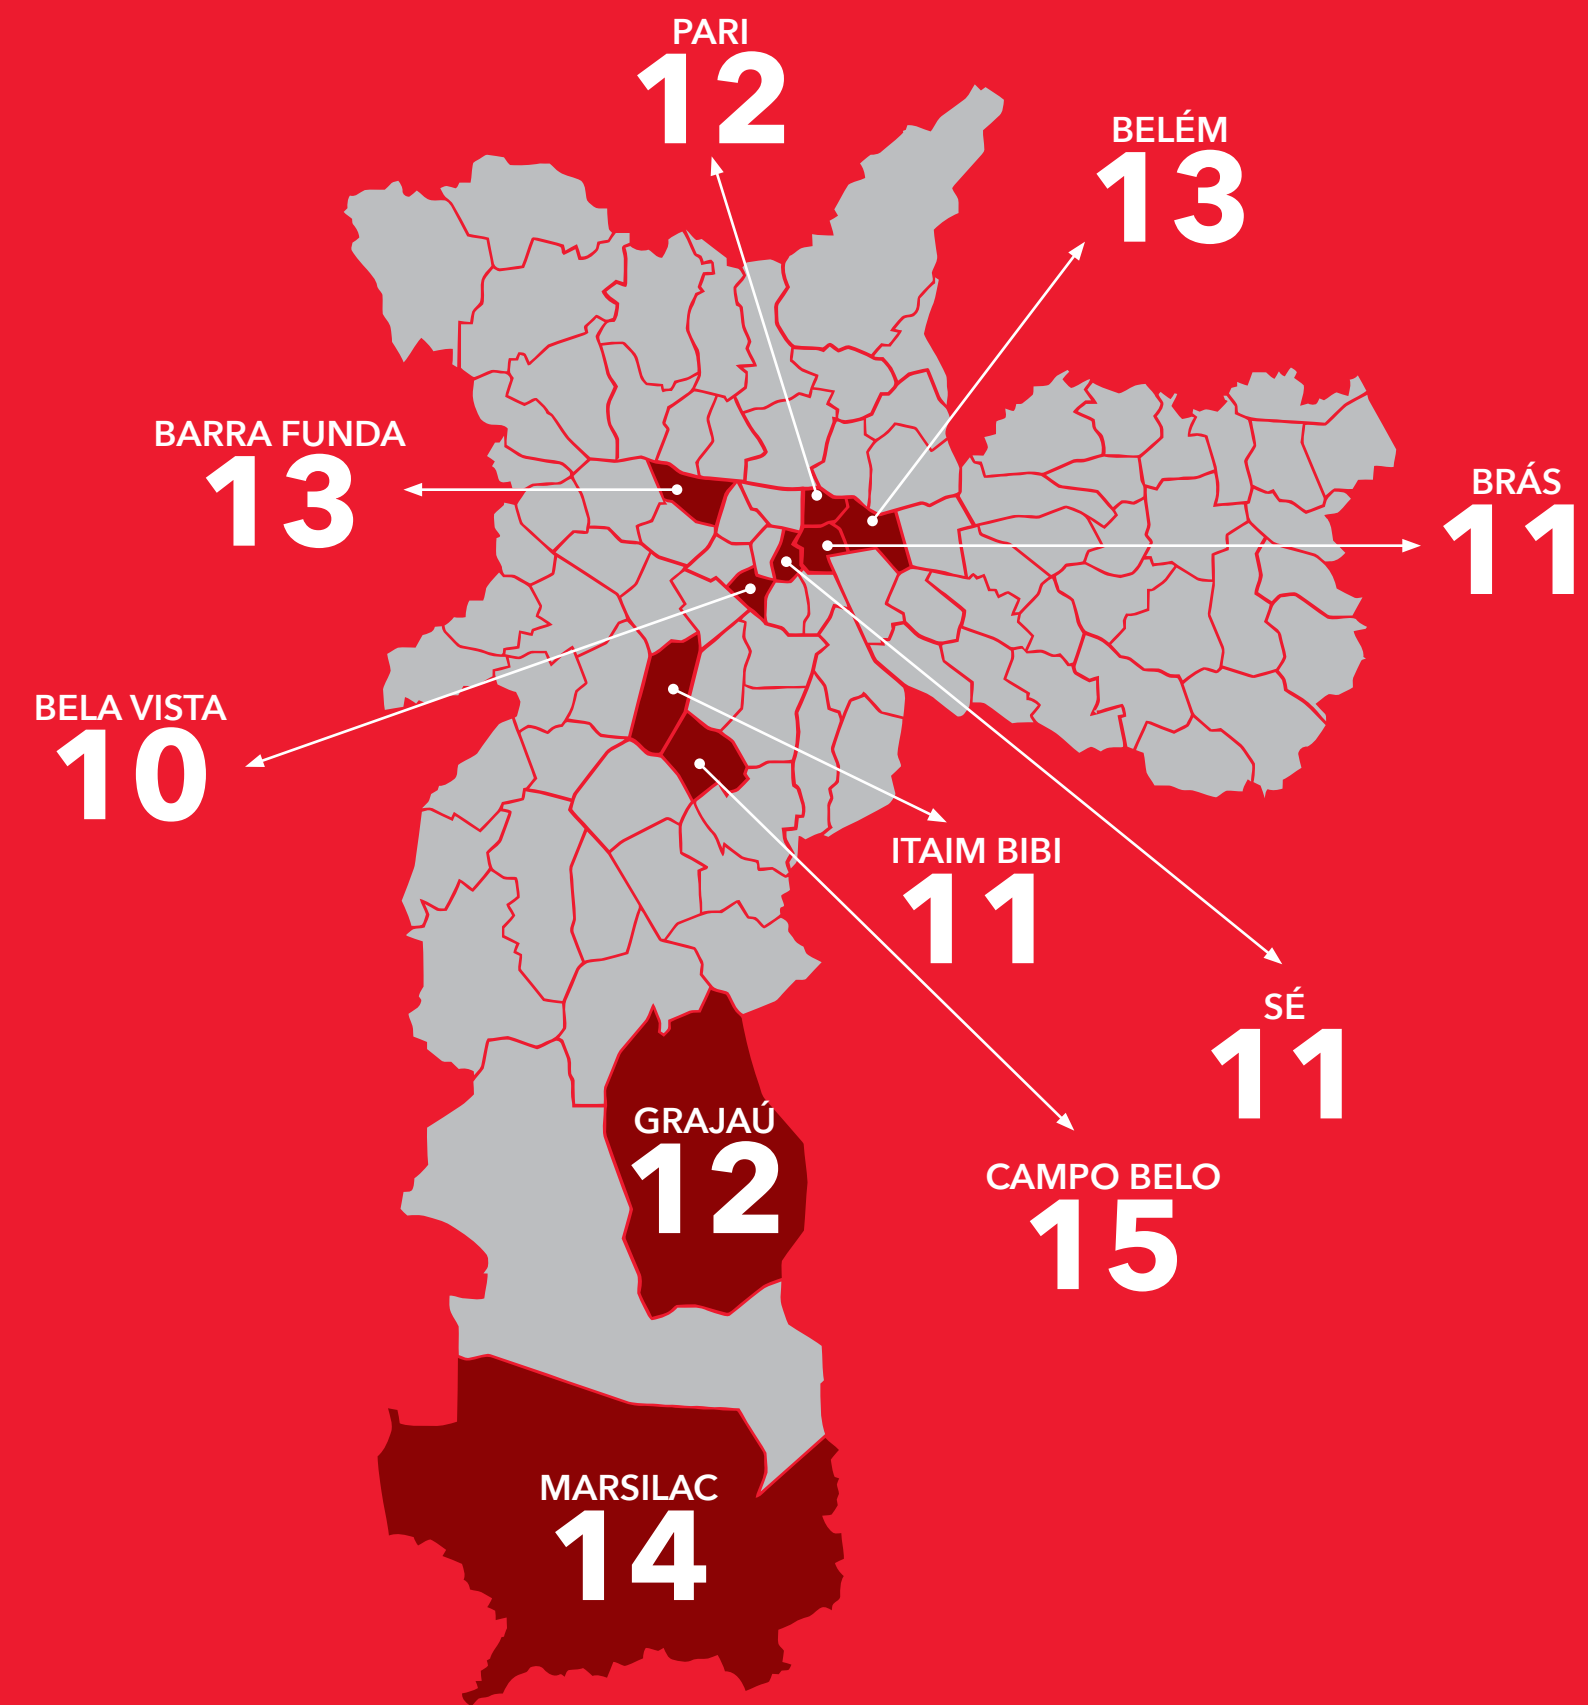 PARI
12
BELÉM
13
BARRA FUNDA
13
BRÁS
11
BELA VISTA
10
ITAIM BIBI
11
SÉ
11
GRAJAÚ
12
CAMPO BELO
15
MARSILAC
14